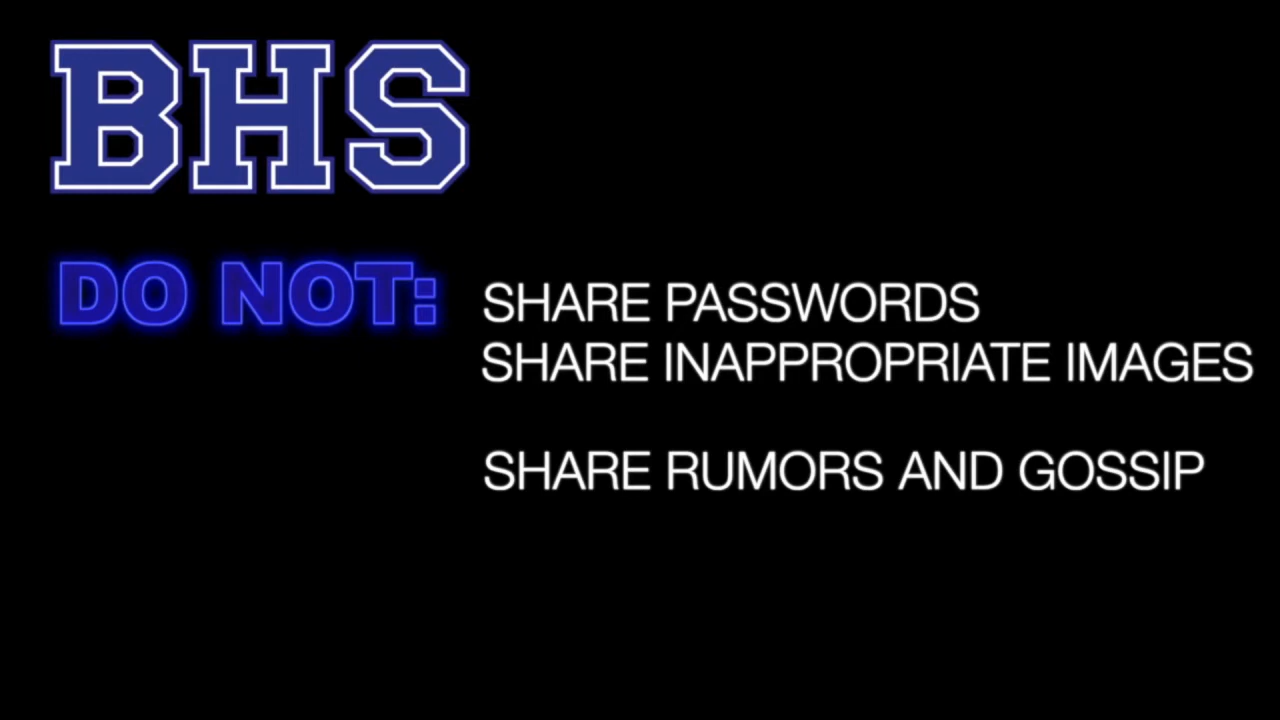 BHS
DO NOT:
SHARE PASSWORDS
SHARE INAPPROPRIATE IMAGES
SHARE RUMORS AND GOSSIP